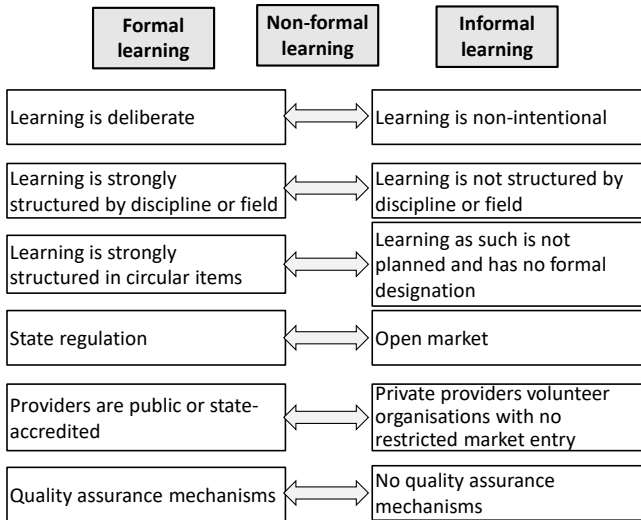 Formal
learning
Non-formal
learning
Informal
learning
Learning is deliberate
Learning is non-intentional
Learning is strongly
structured by discipline or field
Learning is not structured by
discipline or field
Learning is strongly
structured in circular items
Learning as such is not
planned and has no formal
designation
State regulation
Open market
Providers are public or state-
accredited
Private providers volunteer
organisations with no
restricted market entry
Quality assurance mechanisms
No quality assurance
mechanisms